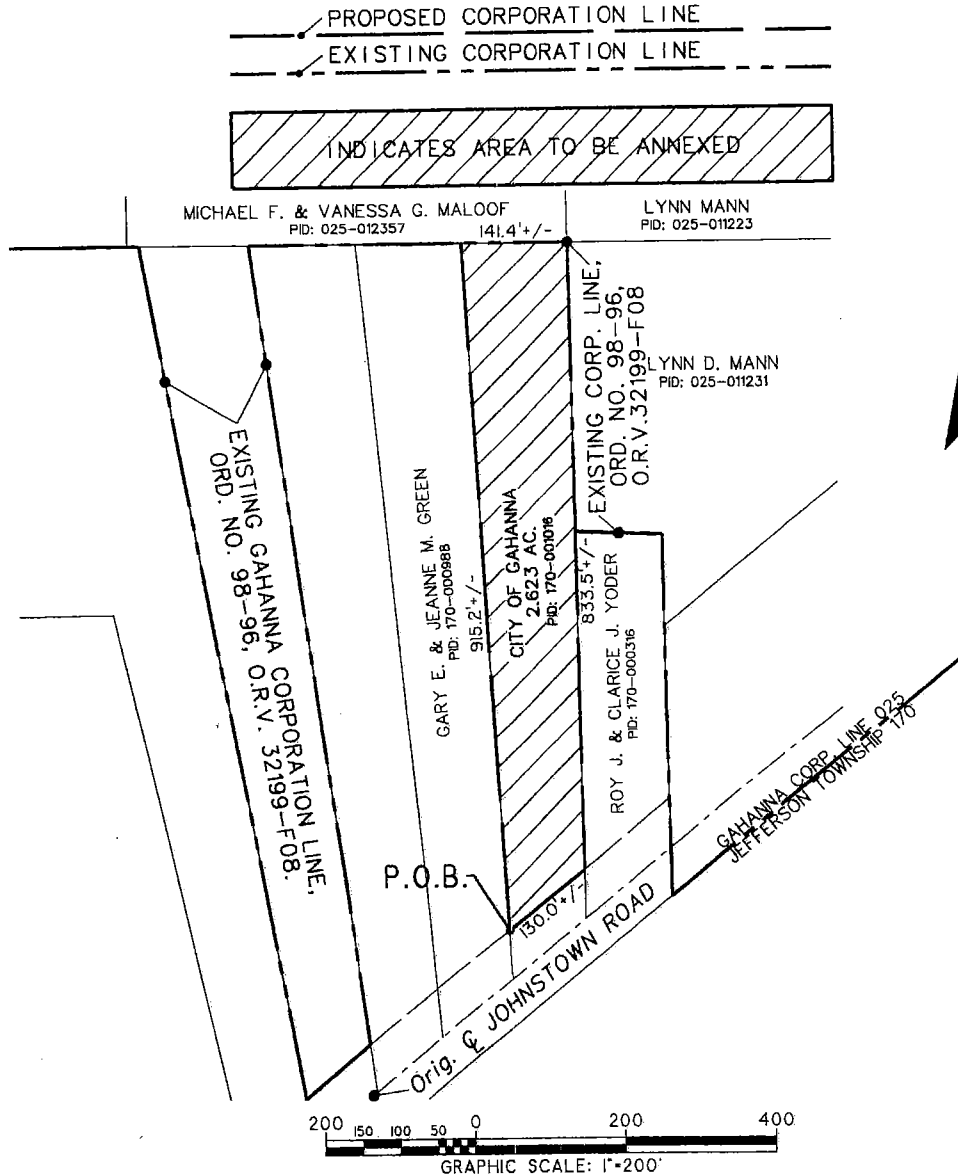 PROPOSED CORPORATION LINE
EXISTING CORPORATION LINE
INDICATES AREA TO BE ANNEXED
MICHAEL F. & VANESSA G. MALOOF
PID: 025-012357
141.4'+/-
LYNN MANN
PID: 025-011223
EXISTING CORP. LINE,
ORD. NO. 98-96,
O.R.V.32199-F08
LYNN D. MANN
PID: 025-011231
EXISTING GAHANNA CORPORATION LINE,
ORD. NO. 98-96, O.R.V. 32199-F08.
GARY E. & JEANNE M. GREEN
PID: 170-000988
915.2'+/-
CITY OF GAHANNA
2.623 AC.
PID: 170-001016
833.5'+/-
ROY J. & CLARICE J. YODER
PID: 170-000316
GAHANNA CORP. LINE 025
JEFFERSON TOWNSHIP 170
P.O.B.
130.0'+/-
Orig. ℄ JOHNSTOWN ROAD
200 150 100 50 0 200 400
GRAPHIC SCALE: 1"=200'